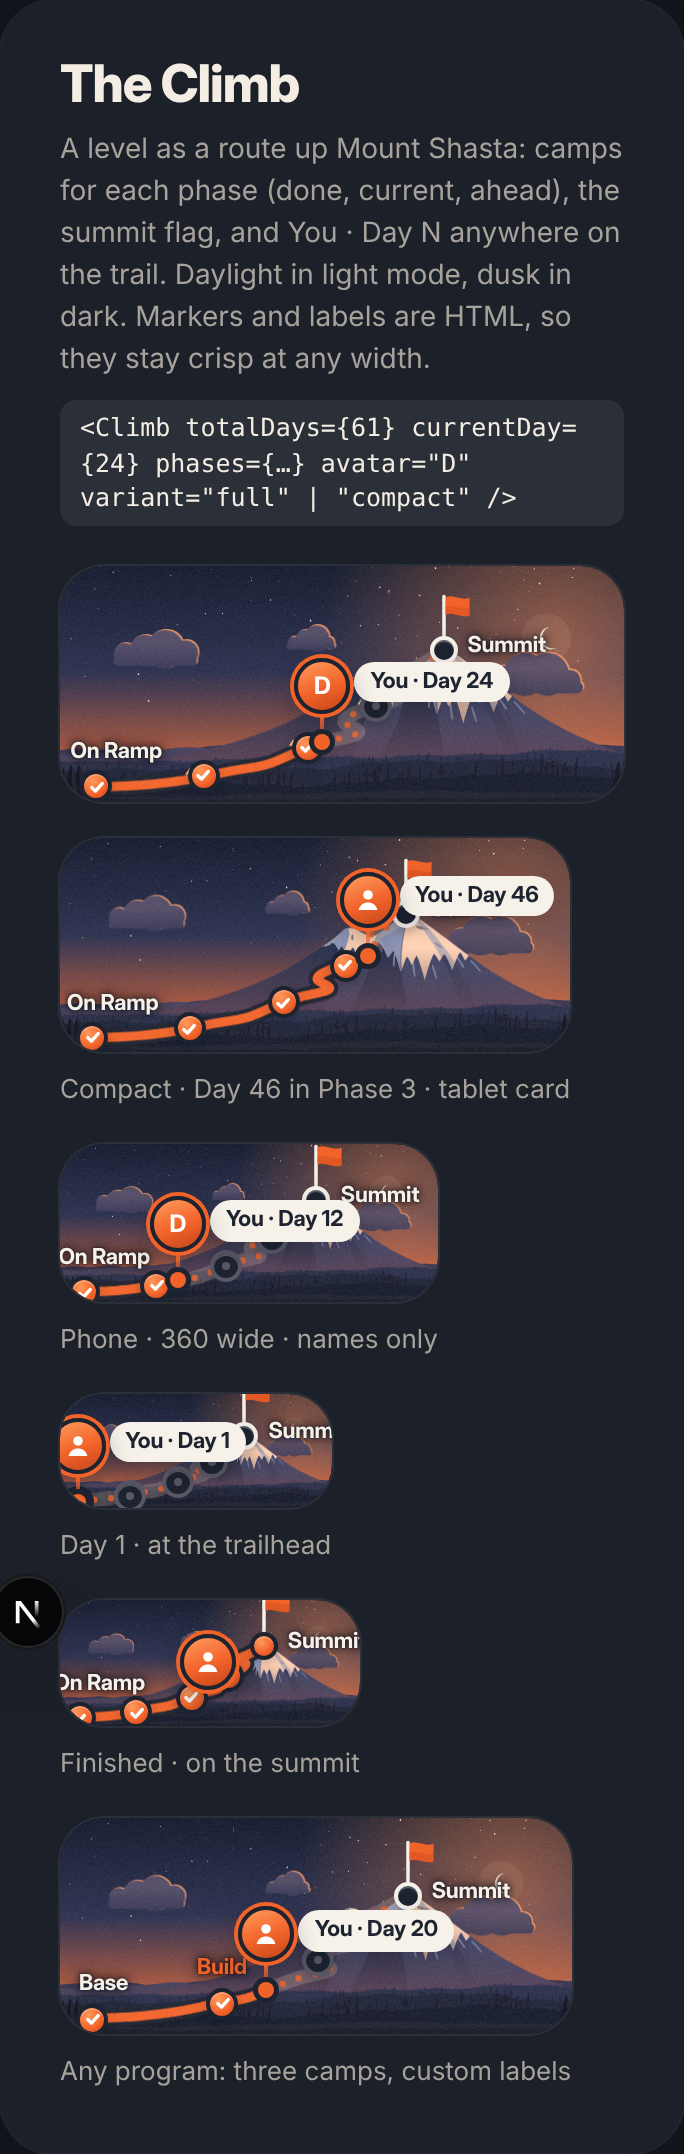 The Climb
A level as a route up Mount Shasta: camps
for each phase (done, current, ahead), the
summit flag, and You · Day N anywhere on
the trail. Daylight in light mode, dusk in
dark. Markers and labels are HTML, so
they stay crisp at any width.
<Climb totalDays={61} currentDay=
{24} phases={…} avatar="D"
variant="full" | "compact" />
Summit
D
You · Day 24
On Ramp
You · Day 46
On Ramp
Compact · Day 46 in Phase 3 · tablet card
Summit
D
You · Day 12
On Ramp
Phone · 360 wide · names only
Summ
You · Day 1
Day 1 · at the trailhead
N
Summi
On Ramp
Finished · on the summit
Summit
You · Day 20
Build
Base
Any program: three camps, custom labels